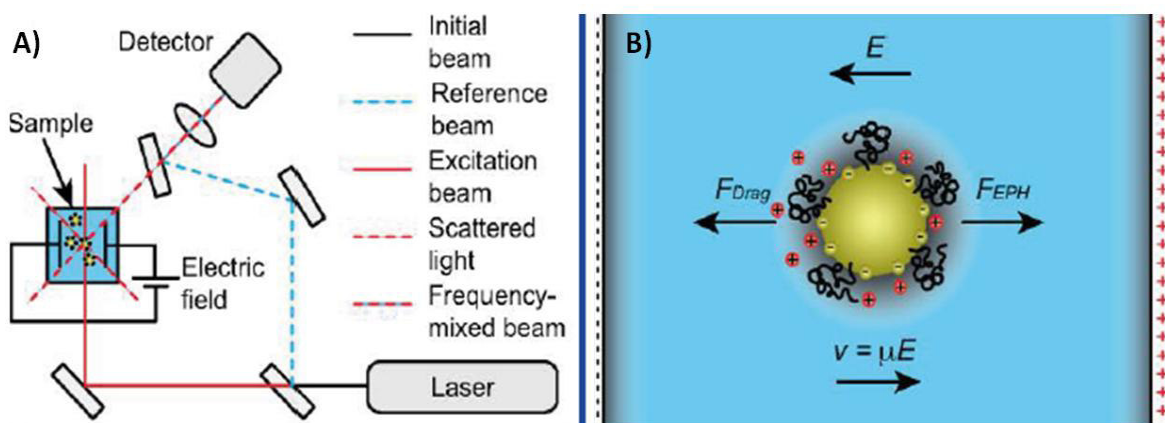 A)
Detector
Sample
Electric
field
Laser
Initial
beam
Reference
beam
Excitation
beam
Scattered
light
Frequency-
mixed beam
B)
E
FDrag
FEPH
v = μE